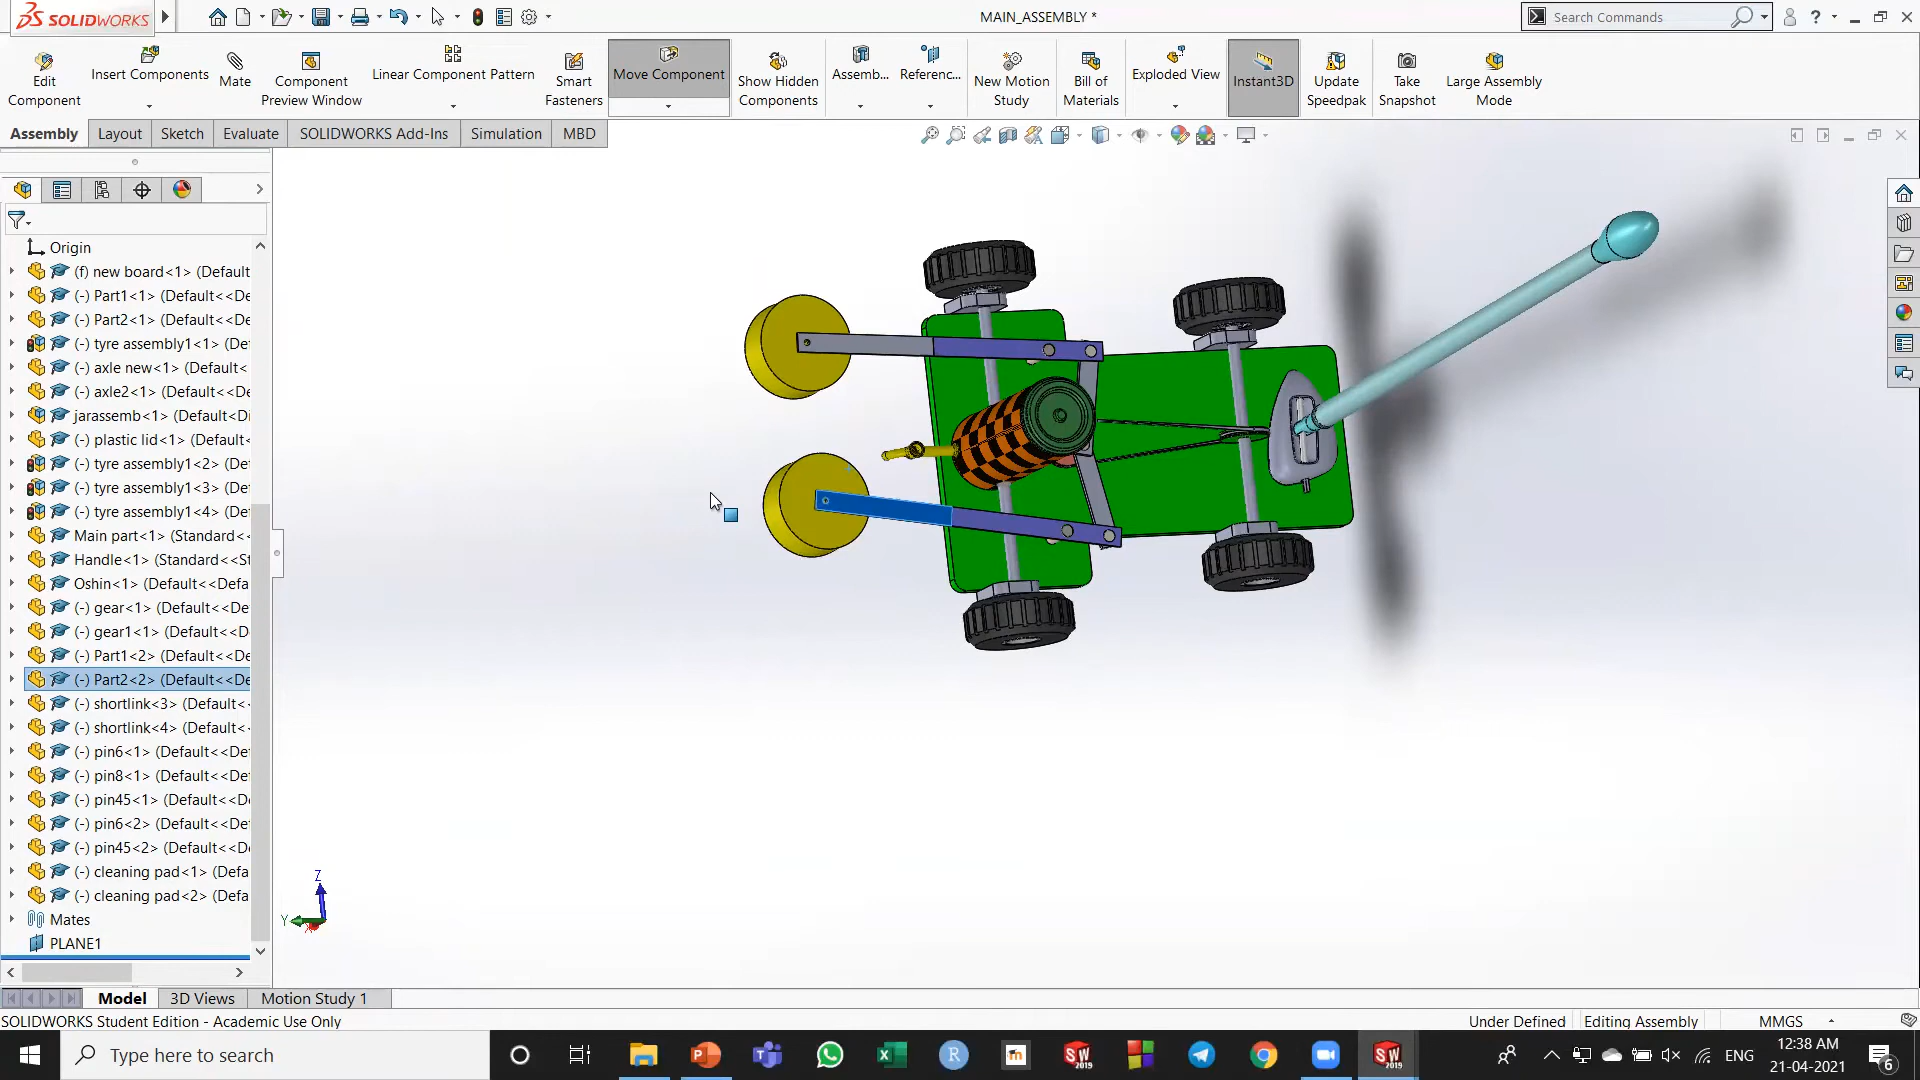 SOLIDWORKS
MAIN_ASSEMBLY *
Search Commands
Edit Component
Insert Components
Mate
Component Preview Window
Linear Component Pattern
Smart Fasteners
Move Component
Show Hidden Components
Assemb...
Referenc...
New Motion Study
Bill of Materials
Exploded View
Instant3D
Update Speedpak
Take Snapshot
Large Assembly Mode
Assembly
Layout
Sketch
Evaluate
SOLIDWORKS Add-Ins
Simulation
MBD
Origin
(f) new board<1> (Default
(-) Part1<1> (Default<<De
(-) Part2<1> (Default<<De
(-) tyre assembly1<1> (De
(-) axle new<1> (Default<
(-) axle2<1> (Default<<De
jarassemb<1> (Default<Di
(-) plastic lid<1> (Default
(-) tyre assembly1<2> (De
(-) tyre assembly1<3> (De
(-) tyre assembly1<4> (De
Main part<1> (Standard<<
Handle<1> (Standard<<St
Oshin<1> (Default<<Defa
(-) gear<1> (Default<<De
(-) gear1<1> (Default<<De
(-) Part1<2> (Default<<De
(-) Part2<2> (Default<<De
(-) shortlink<3> (Default<
(-) shortlink<4> (Default<
(-) pin6<1> (Default<<Def
(-) pin8<1> (Default<<Def
(-) pin45<1> (Default<<D
(-) pin6<2> (Default<<Def
(-) pin45<2> (Default<<D
(-) cleaning pad<1> (Defa
(-) cleaning pad<2> (Defa
Mates
PLANE1
Z
Y
X
Model
3D Views
Motion Study 1
SOLIDWORKS Student Edition - Academic Use Only
Under Defined
Editing Assembly
MMGS
Type here to search
ENG
12:38 AM
21-04-2021
6